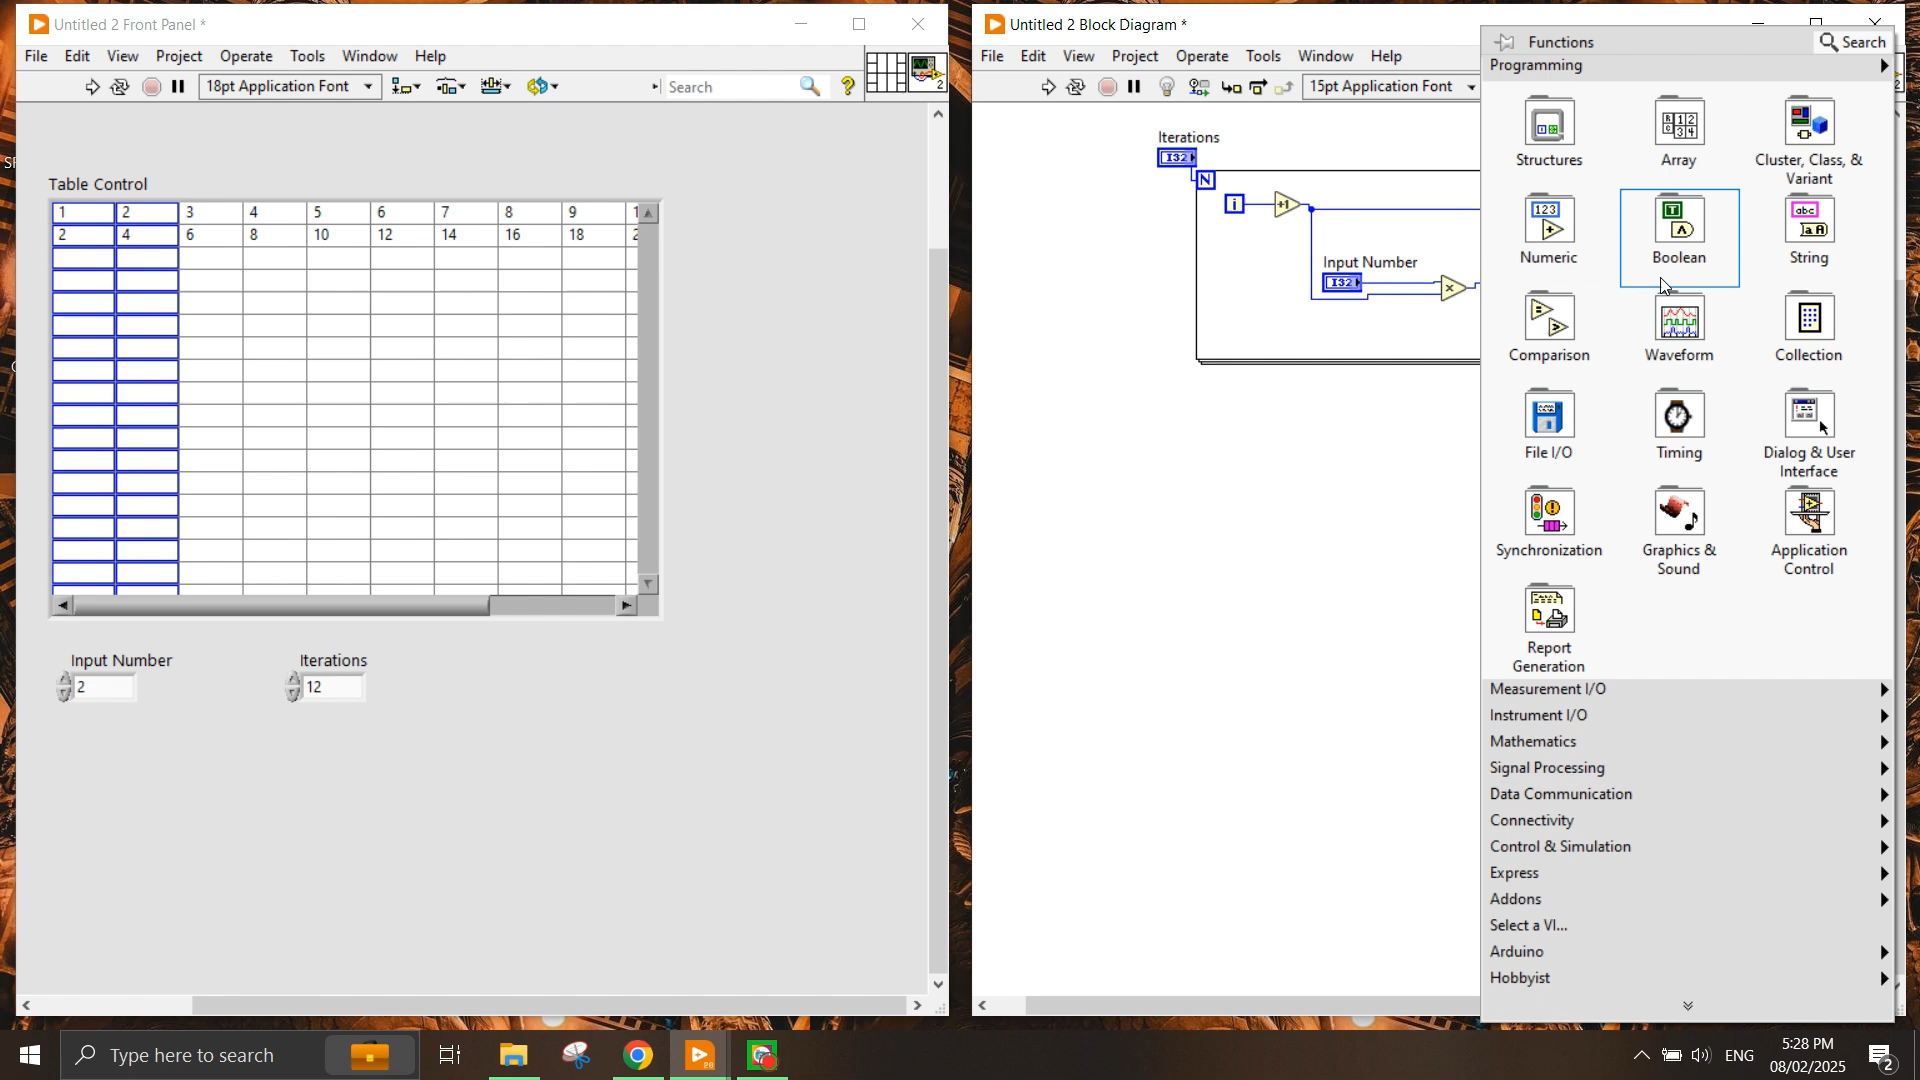 Untitled 2 Front Panel *
File Edit View Project Operate Tools Window Help
18pt Application Font
Search
2
Table Control
1 2 3 4 5 6 7 8 9 1
2 4 6 8 10 12 14 16 18 2
Input Number
2
Iterations
12
Untitled 2 Block Diagram *
File Edit View Project Operate Tools Window Help
15pt Application Font
Iterations
I32
N
i
+1
Input Number
I32
x
Functions
Search
Programming
Structures
Array
Cluster, Class, &
Variant
Numeric
Boolean
String
Comparison
Waveform
Collection
File I/O
Timing
Dialog & User
Interface
Synchronization
Graphics &
Sound
Application
Control
Report
Generation
Measurement I/O
Instrument I/O
Mathematics
Signal Processing
Data Communication
Connectivity
Control & Simulation
Express
Addons
Select a VI...
Arduino
Hobbyist
Type here to search
ENG
5:28 PM
08/02/2025
2